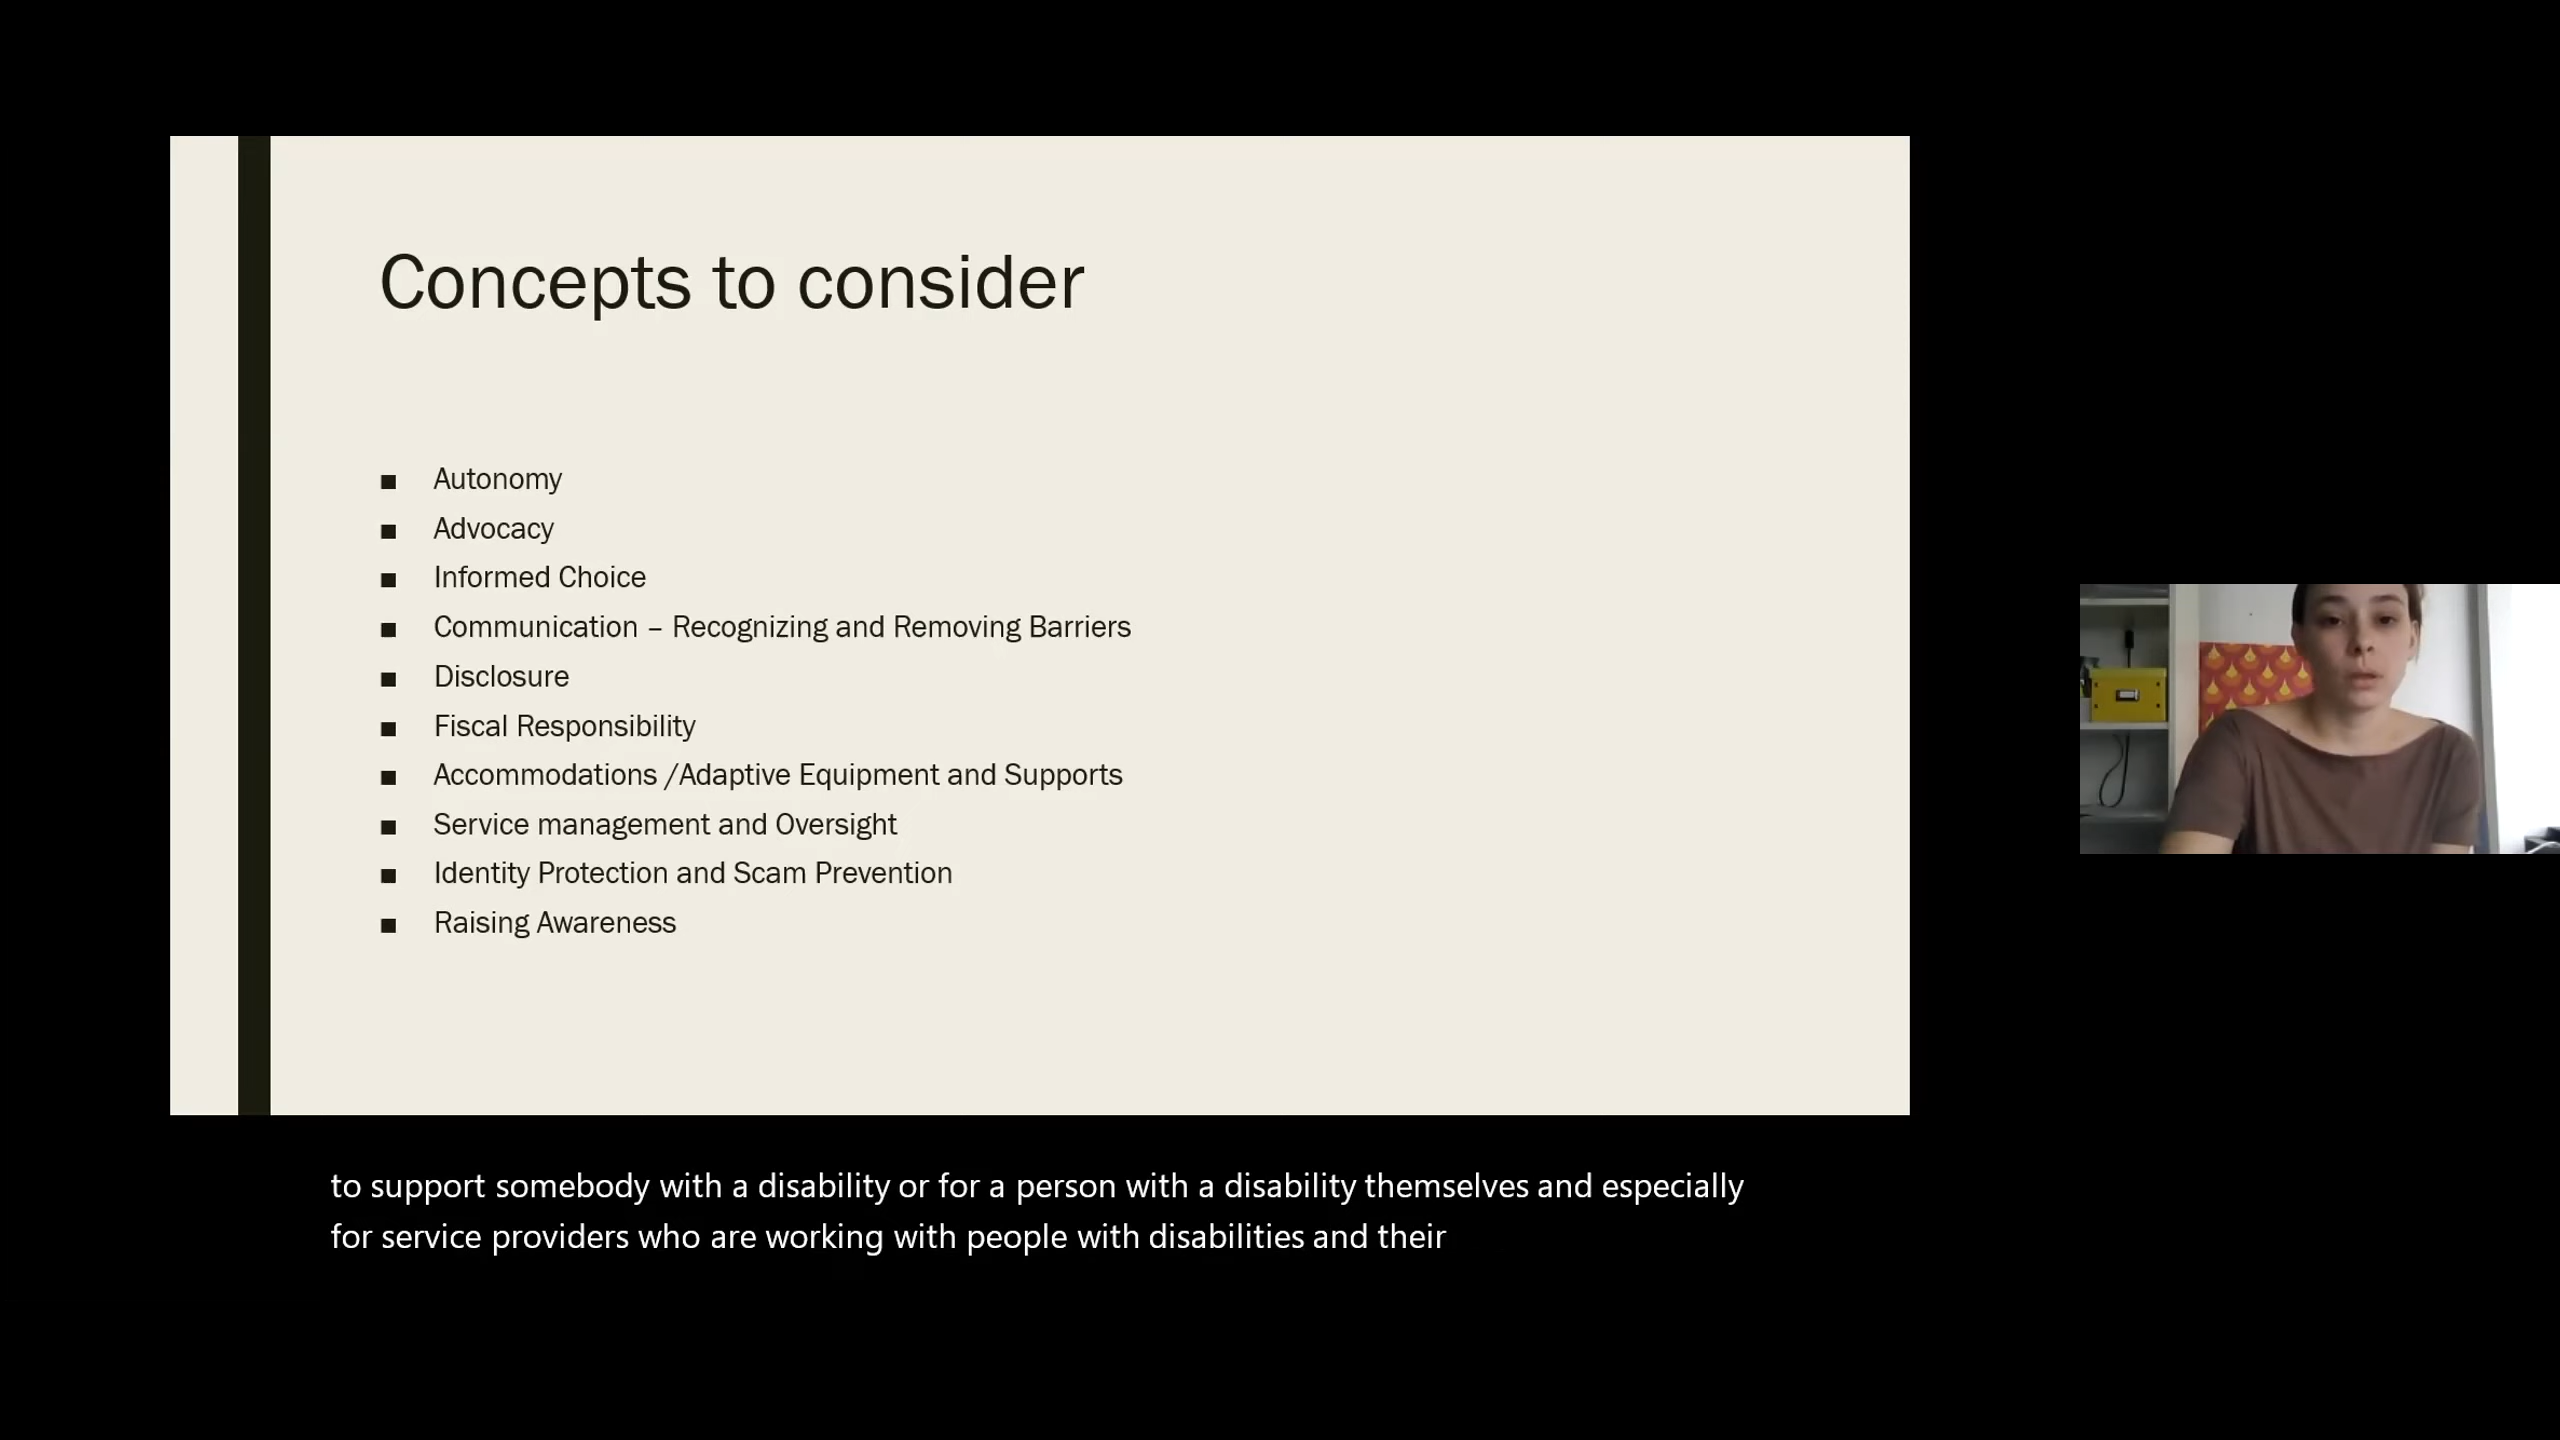 Concepts to consider
■ Autonomy
■ Advocacy
■ Informed Choice
■ Communication – Recognizing and Removing Barriers
■ Disclosure
■ Fiscal Responsibility
■ Accommodations /Adaptive Equipment and Supports
■ Service management and Oversight
■ Identity Protection and Scam Prevention
■ Raising Awareness
to support somebody with a disability or for a person with a disability themselves and especially
for service providers who are working with people with disabilities and their